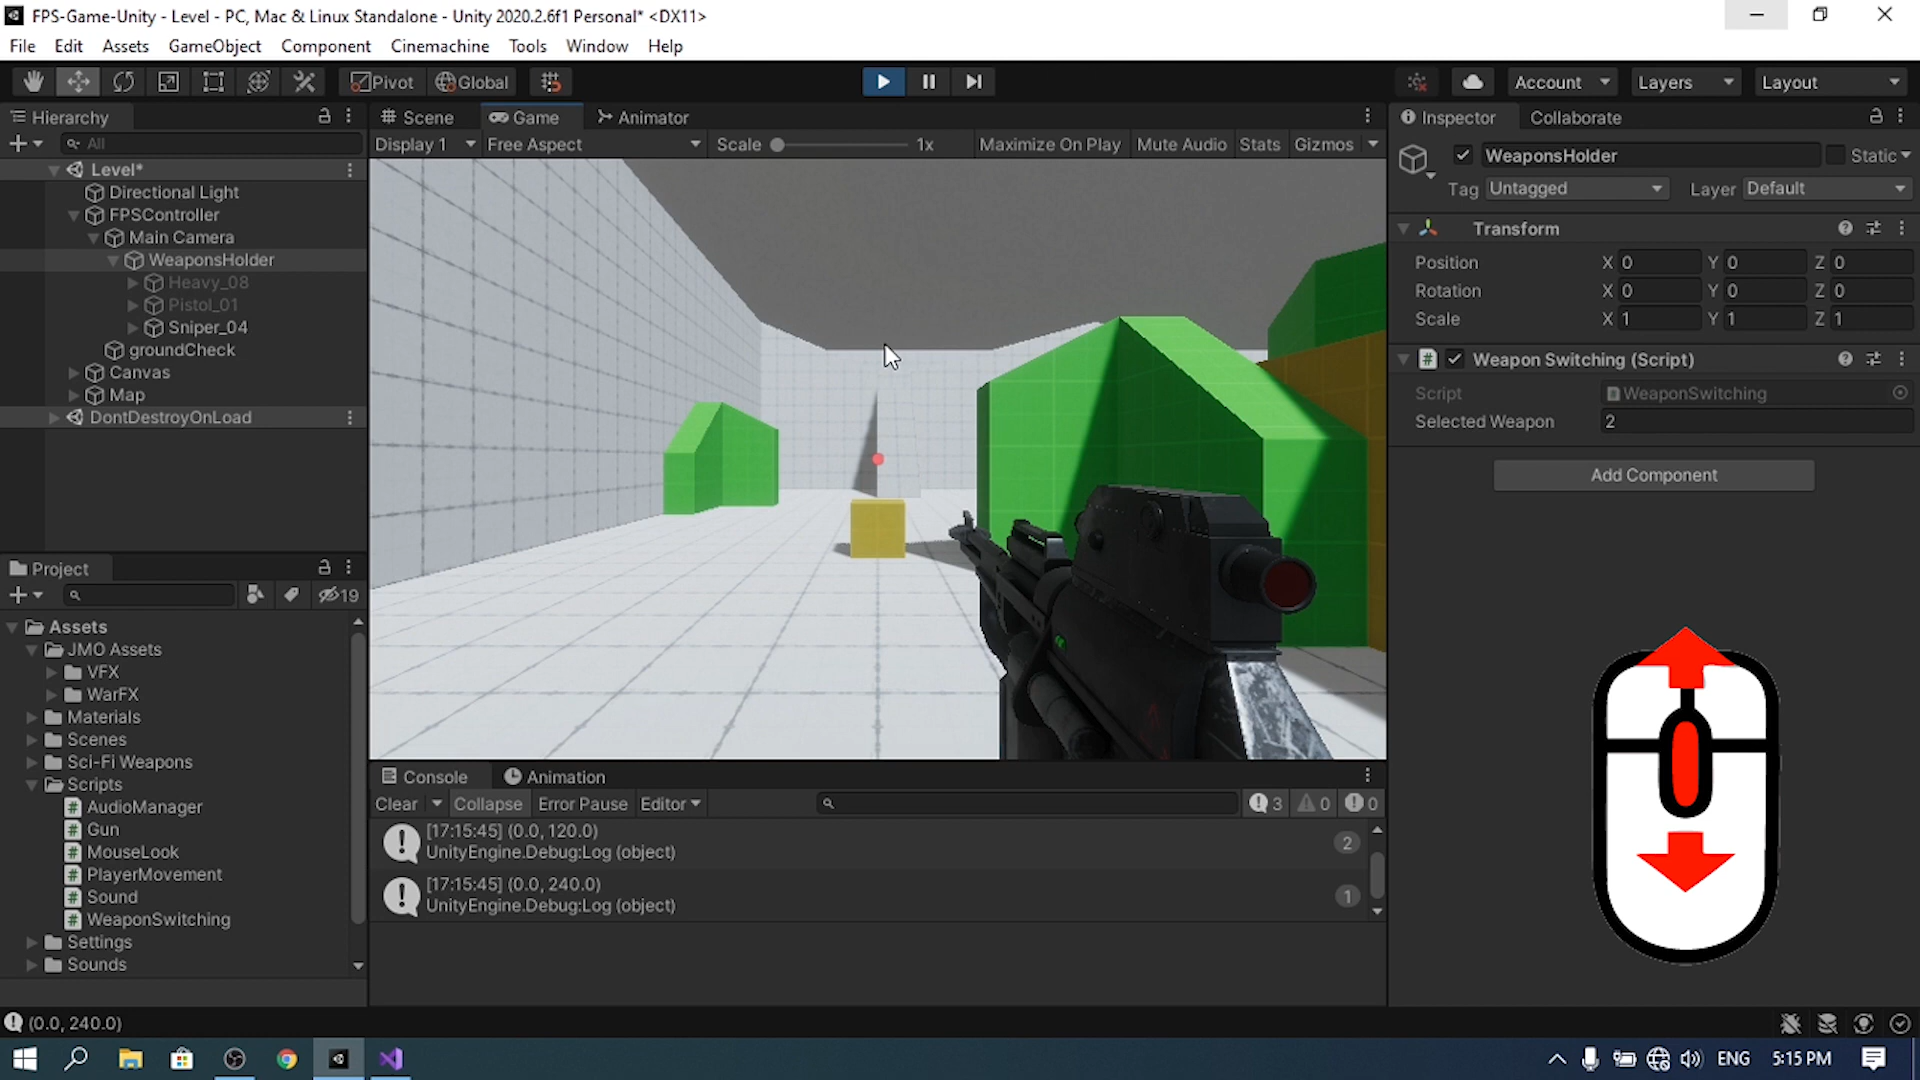 FPS-Game-Unity - Level - PC, Mac & Linux Standalone - Unity 2020.2.6f1 Personal* <DX11>
File Edit Assets GameObject Component Cinemachine Tools Window Help
Pivot Global Account Layers Layout
Hierarchy
All
Level*
Directional Light
FPSController
Main Camera
WeaponsHolder
Heavy_08
Pistol_01
Sniper_04
groundCheck
Canvas
Map
DontDestroyOnLoad
Scene Game Animator
Display 1 Free Aspect Scale 1x Maximize On Play Mute Audio Stats Gizmos
Inspector Collaborate
WeaponsHolder Static
Tag Untagged Layer Default
Transform
Position X 0 Y 0 Z 0
Rotation X 0 Y 0 Z 0
Scale X 1 Y 1 Z 1
Weapon Switching (Script)
Script WeaponSwitching
Selected Weapon 2
Add Component
Project
19
Assets
JMO Assets
VFX
WarFX
Materials
Scenes
Sci-Fi Weapons
Scripts
AudioManager
Gun
MouseLook
PlayerMovement
Sound
WeaponSwitching
Settings
Sounds
Console Animation
Clear Collapse Error Pause Editor 3 0 0
[17:15:45] (0.0, 120.0)
UnityEngine.Debug:Log (object)
2
[17:15:45] (0.0, 240.0)
UnityEngine.Debug:Log (object)
1
(0.0, 240.0)
ENG 5:15 PM